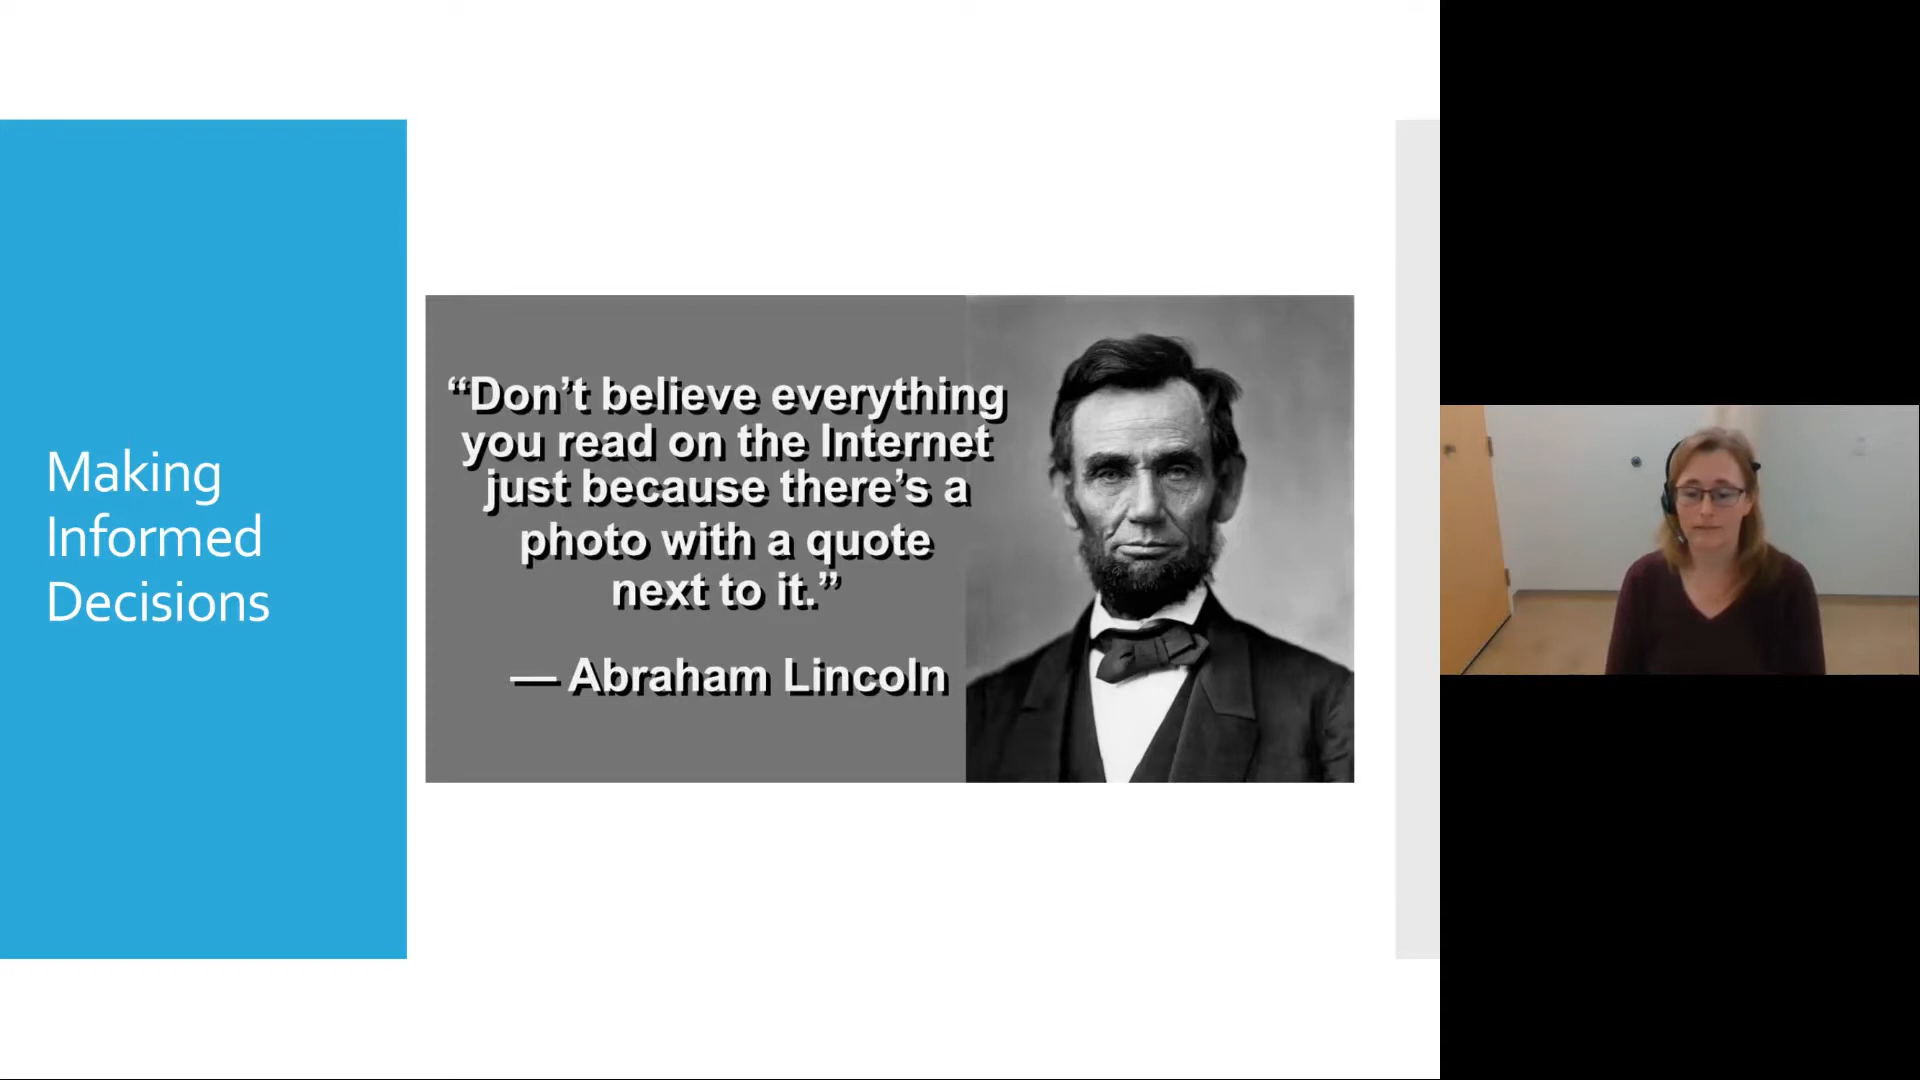 Making
Informed
Decisions
“Don’t believe everything
you read on the Internet
just because there’s a
photo with a quote
next to it.”
— Abraham Lincoln